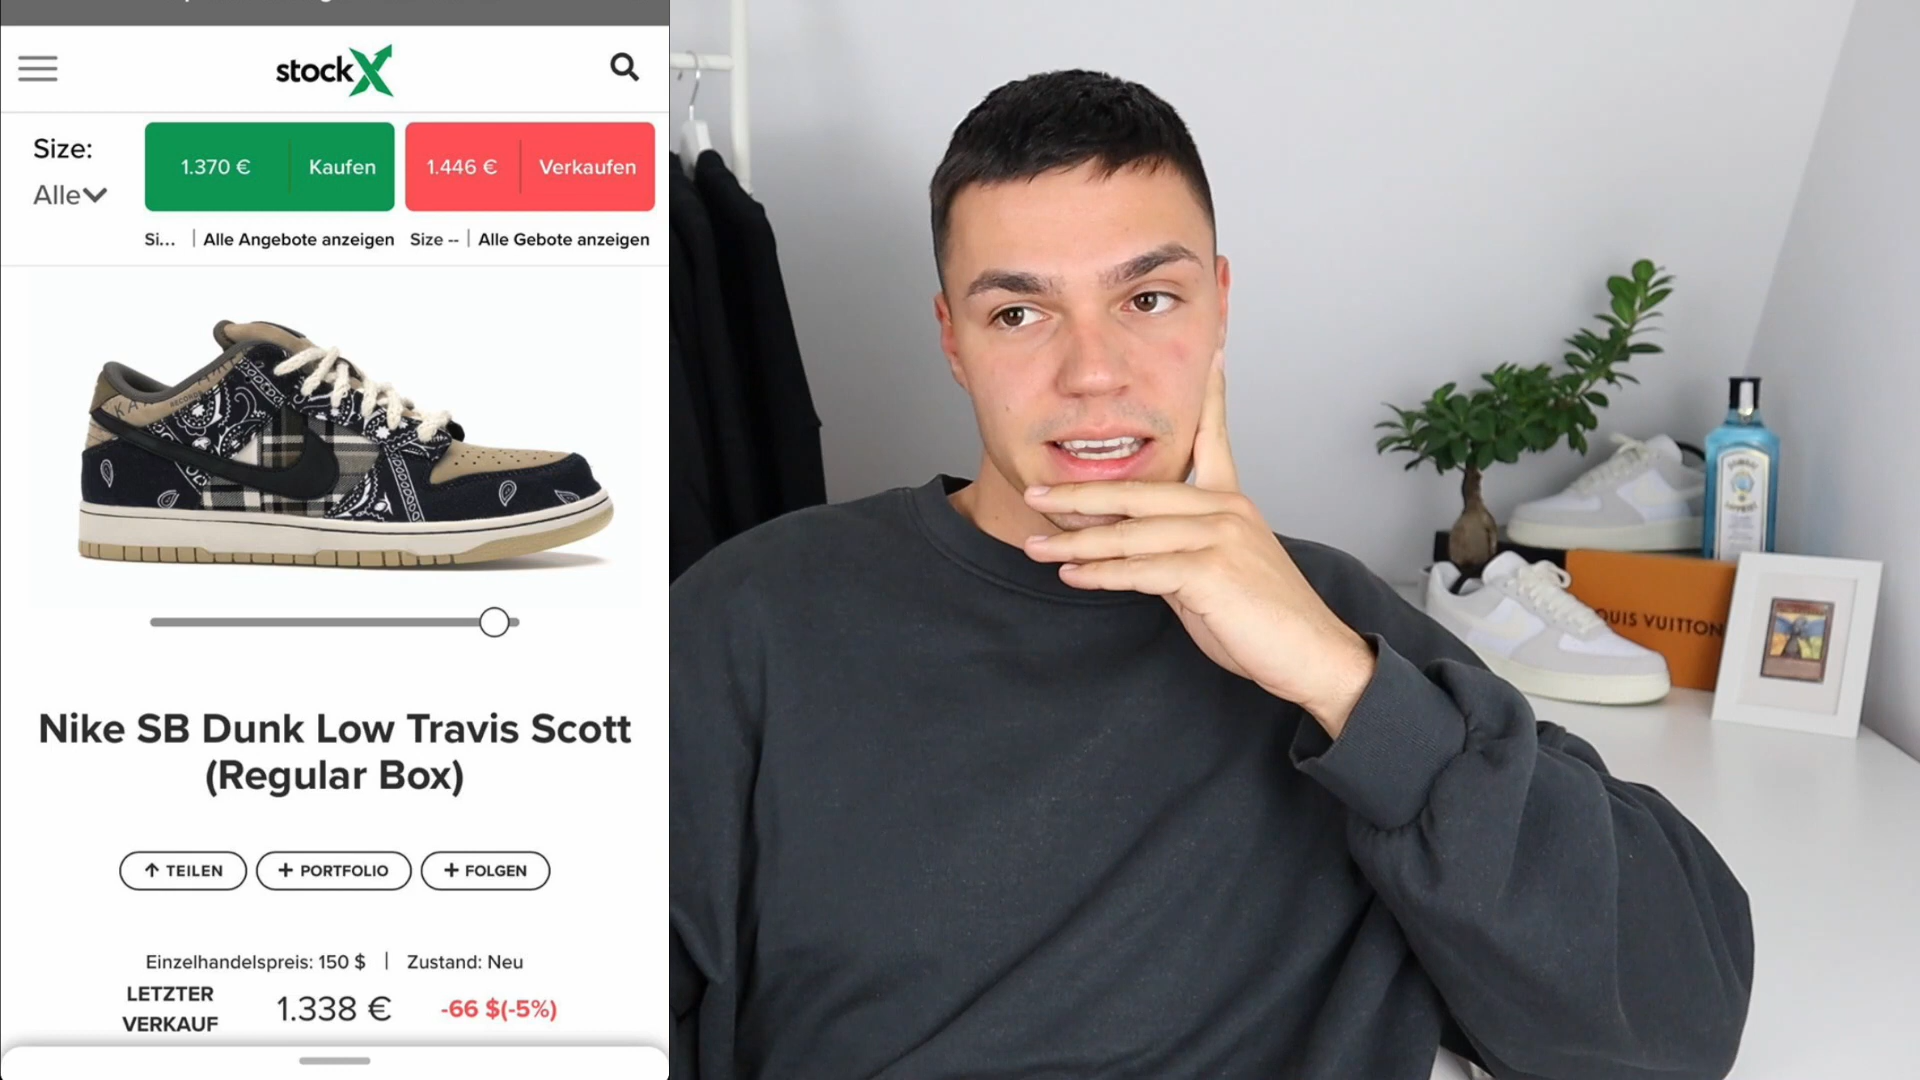 stockX
Size:
Alle
1.370 € Kaufen
1.446 € Verkaufen
Si... | Alle Angebote anzeigen
Size -- | Alle Gebote anzeigen
Nike SB Dunk Low Travis Scott
(Regular Box)
TEILEN
+ PORTFOLIO
+ FOLGEN
Einzelhandelspreis: 150 $ | Zustand: Neu
LETZTER
VERKAUF
1.338 €
-66 $(-5%)
OUIS VUITTON